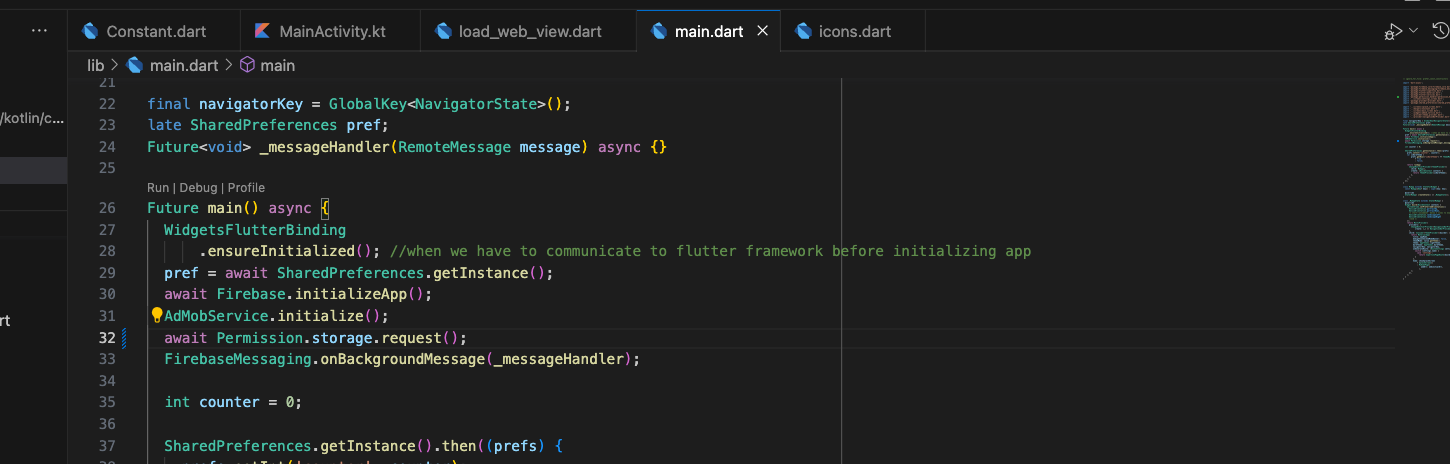 ...
Constant.dart MainActivity.kt load_web_view.dart main.dart × icons.dart
lib > main.dart > main
/kotlin/c...
rt
21
22 final navigatorKey = GlobalKey<NavigatorState>();
23 late SharedPreferences pref;
24 Future<void> _messageHandler(RemoteMessage message) async {}
25
Run | Debug | Profile
26 Future main() async {
27 WidgetsFlutterBinding
28 .ensureInitialized(); //when we have to communicate to flutter framework before initializing app
29 pref = await SharedPreferences.getInstance();
30 await Firebase.initializeApp();
31 AdMobService.initialize();
32 await Permission.storage.request();
33 FirebaseMessaging.onBackgroundMessage(_messageHandler);
34
35 int counter = 0;
36
37 SharedPreferences.getInstance().then((prefs) {